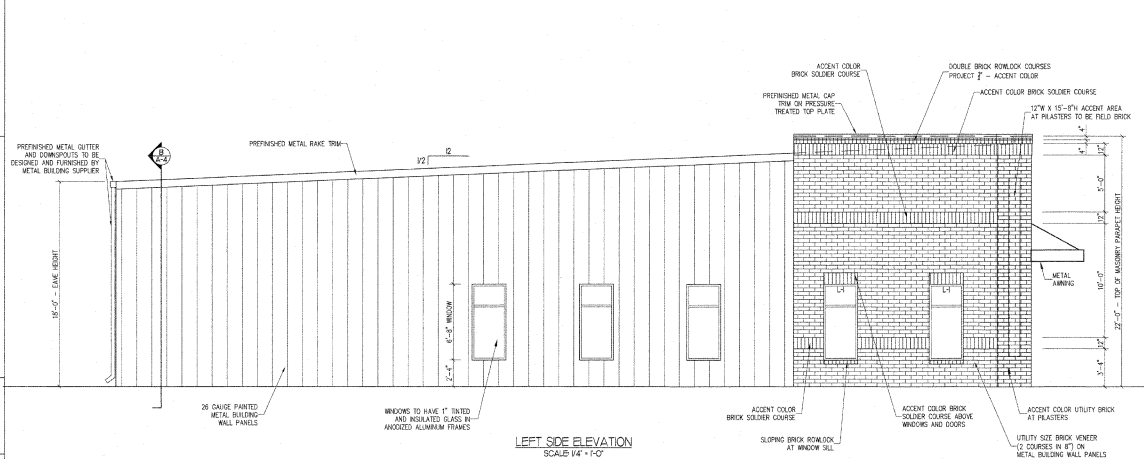 ACCENT COLOR
BRICK SOLDIER COURSE
DOUBLE BRICK ROWLOCK COURSES
PROJECT ¾" - ACCENT COLOR
ACCENT COLOR BRICK SOLDIER COURSE
PREFINISHED METAL CAP
TRIM ON PRESSURE
TREATED TOP PLATE
12"W X 15'-8"H ACCENT AREA
AT PILASTERS TO BE FIELD BRICK
PREFINISHED METAL GUTTER
AND DOWNSPOUTS TO BE
DESIGNED AND FURNISHED BY
METAL BUILDING SUPPLIER
B
A-4
PREFINISHED METAL RAKE TRIM
12
1/2
4"
4"
12"
5'-0"
12"
10'-0"
12"
3'-4"
22'-0" - TOP OF MASONRY PARAPET HEIGHT
18'-0" - EAVE HEIGHT
METAL
AWNING
L-1
L-1
6'-8" WINDOW
2'-4"
26 GAUGE PAINTED
METAL BUILDING
WALL PANELS
WINDOWS TO HAVE 1" TINTED
AND INSULATED GLASS IN
ANODIZED ALUMINUM FRAMES
ACCENT COLOR
BRICK SOLDIER COURSE
SLOPING BRICK ROWLOCK
AT WINDOW SILL
ACCENT COLOR BRICK
SOLDIER COURSE ABOVE
WINDOWS AND DOORS
ACCENT COLOR UTILITY BRICK
AT PILASTERS
UTILITY SIZE BRICK VENEER
(2 COURSES IN 8") ON
METAL BUILDING WALL PANELS
LEFT SIDE ELEVATION
SCALE: 1/4" = 1'-0"